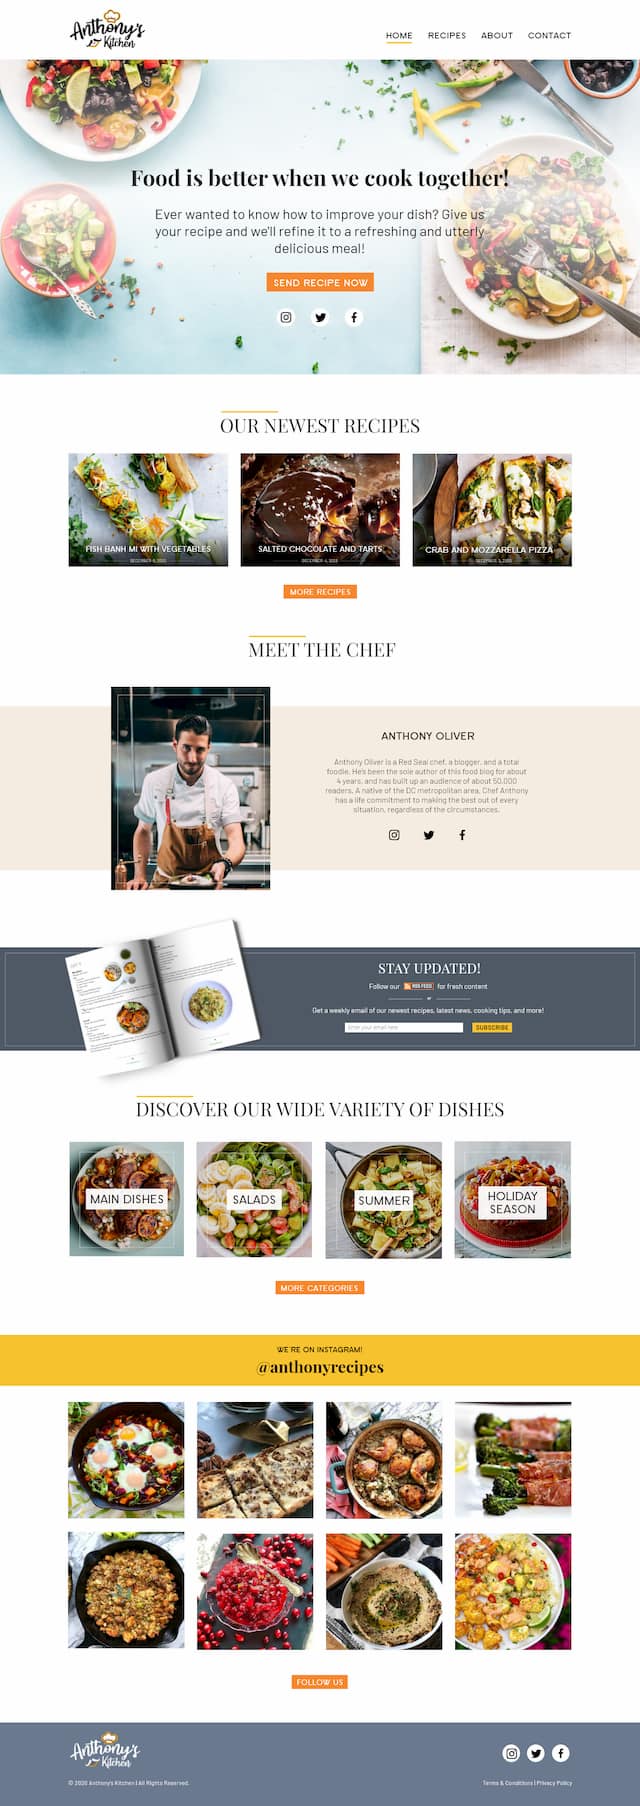 Anthony's
Kitchen
HOME RECIPES ABOUT CONTACT
Food is better when we cook together!
Ever wanted to know how to improve your dish? Give us
your recipe and we'll refine it to a refreshing and utterly
delicious meal!
SEND RECIPE NOW
OUR NEWEST RECIPES
FISH BANH MI WITH VEGETABLES
SALTED CHOCOLATE AND TARTS
CRAB AND MOZZARELLA PIZZA
MORE RECIPES
MEET THE CHEF
ANTHONY OLIVER
Anthony Oliver is a Red Seal chef, a blogger, and a total
foodie. He's been the sole author of this food blog for about
4 years, and has built up an audience of about 50,000
readers. A native of the DC metropolitan area, Chef Anthony
has a life commitment to making the best out of every
situation, regardless of the circumstances.
STAY UPDATED!
Follow our RSS FEED for fresh content
or
Get a weekly email of our newest recipes, latest news, cooking tips, and more!
Enter your email here
SUBSCRIBE
DISCOVER OUR WIDE VARIETY OF DISHES
MAIN DISHES
SALADS
SUMMER
HOLIDAY
SEASON
MORE CATEGORIES
WE'RE ON INSTAGRAM!
@anthonyrecipes
FOLLOW US
Anthony's
Kitchen
© 2020 Anthony's Kitchen | All Rights Reserved.
Terms & Conditions | Privacy Policy